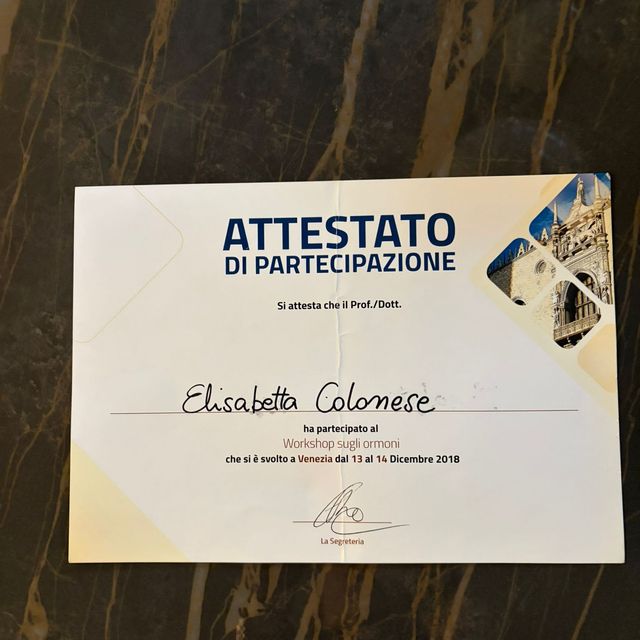 ATTESTATO
DI PARTECIPAZIONE
Si attesta che il Prof./Dott.
Elisabetta Colonese
ha partecipato al
Workshop sugli ormoni
che si è svolto a Venezia dal 13 al 14 Dicembre 2018
La Segreteria